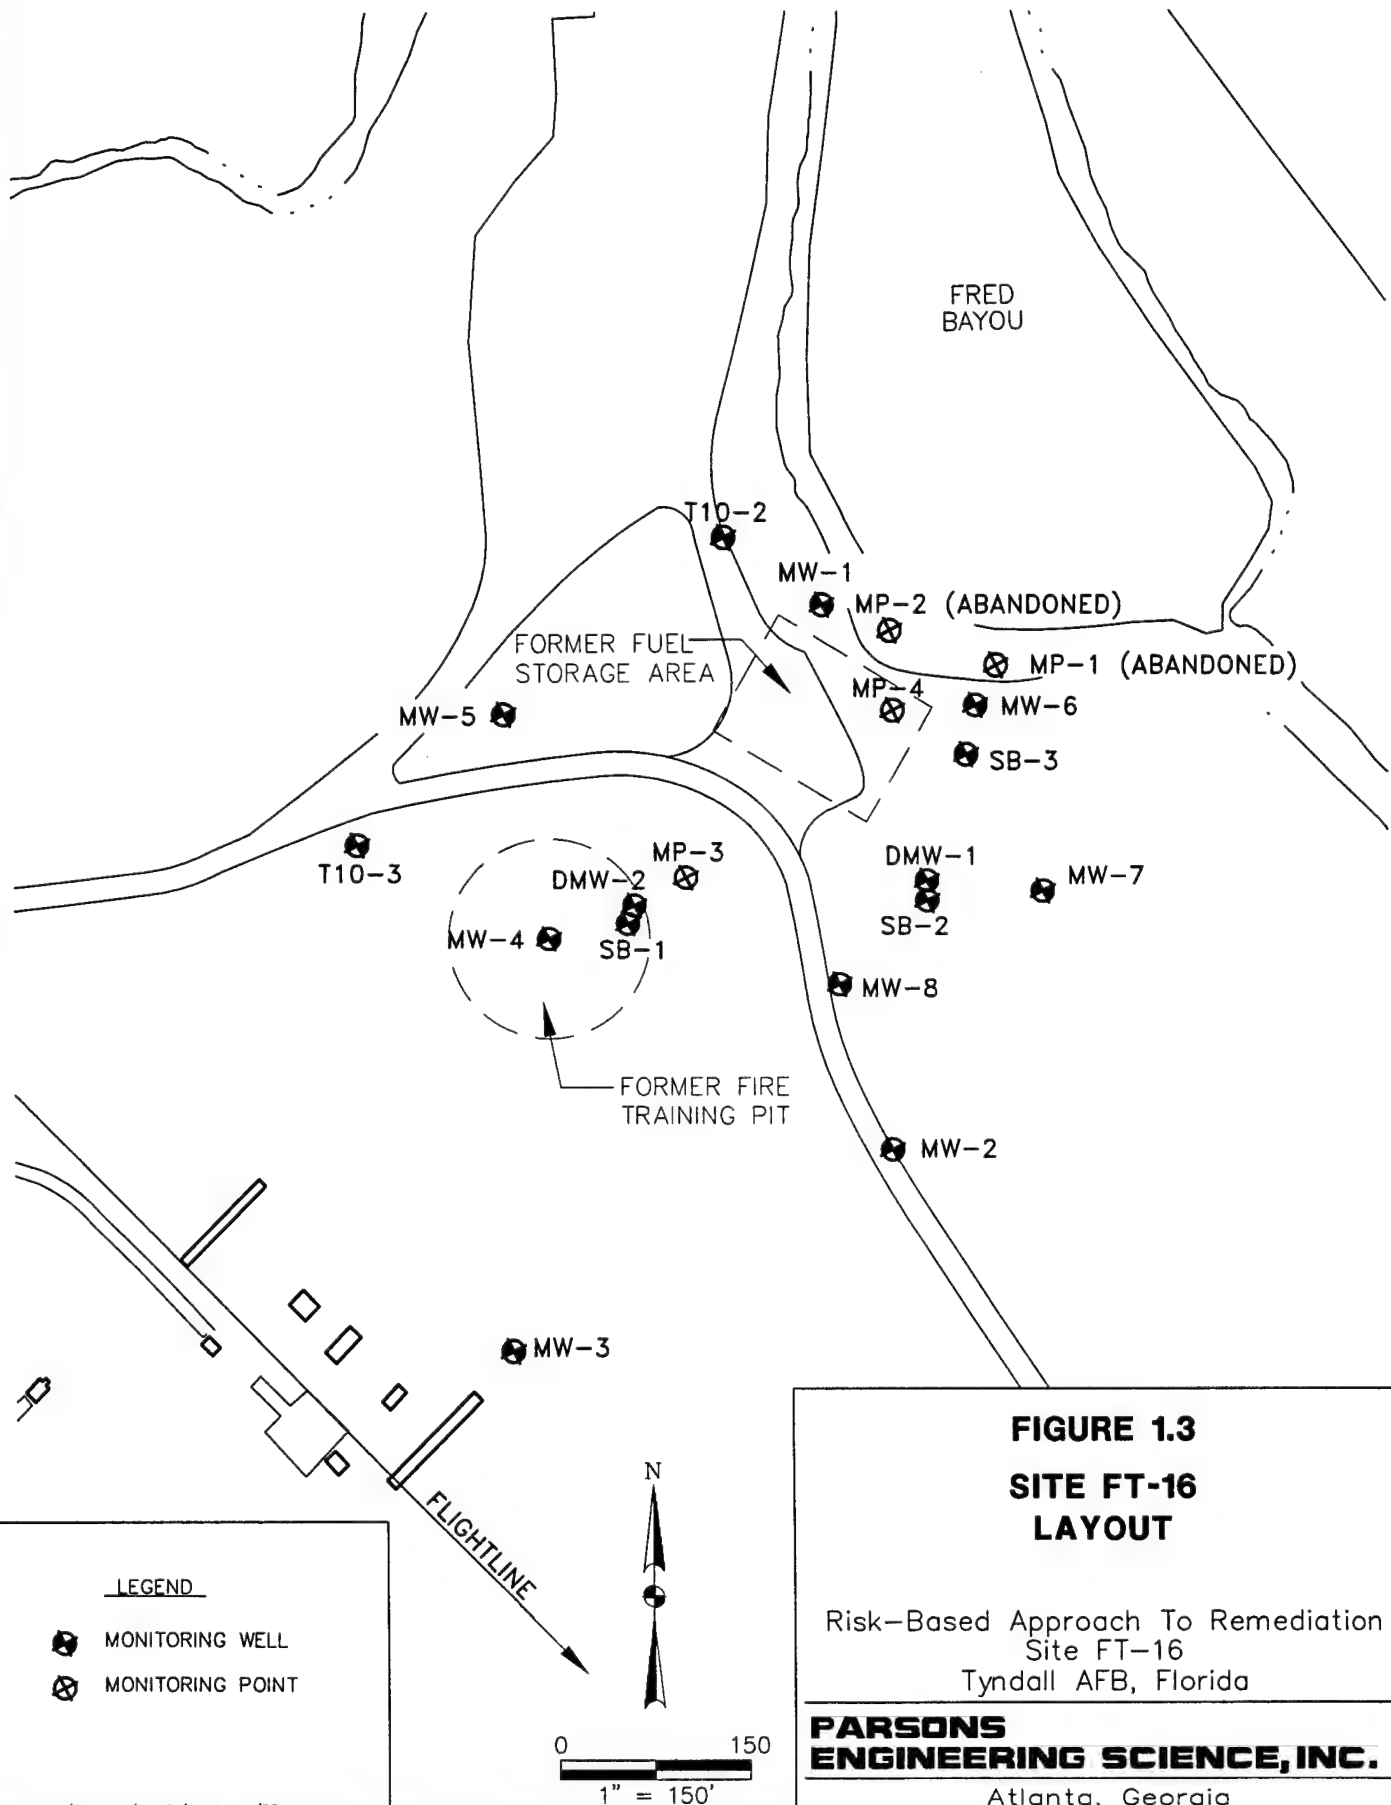 FRED
BAYOU
T10-2
MW-1
MP-2 (ABANDONED)
FORMER FUEL
STORAGE AREA
MP-1 (ABANDONED)
MP-4
MW-6
MW-5
SB-3
T10-3
MP-3
DMW-1
DMW-2
MW-7
SB-2
MW-4
SB-1
MW-8
FORMER FIRE
TRAINING PIT
MW-2
MW-3
FLIGHTLINE
N
0 150
1" = 150'
LEGEND
MONITORING WELL
MONITORING POINT
FIGURE 1.3
SITE FT-16
LAYOUT
Risk-Based Approach To Remediation
Site FT-16
Tyndall AFB, Florida
PARSONS
ENGINEERING SCIENCE, INC.
Atlanta, Georgia